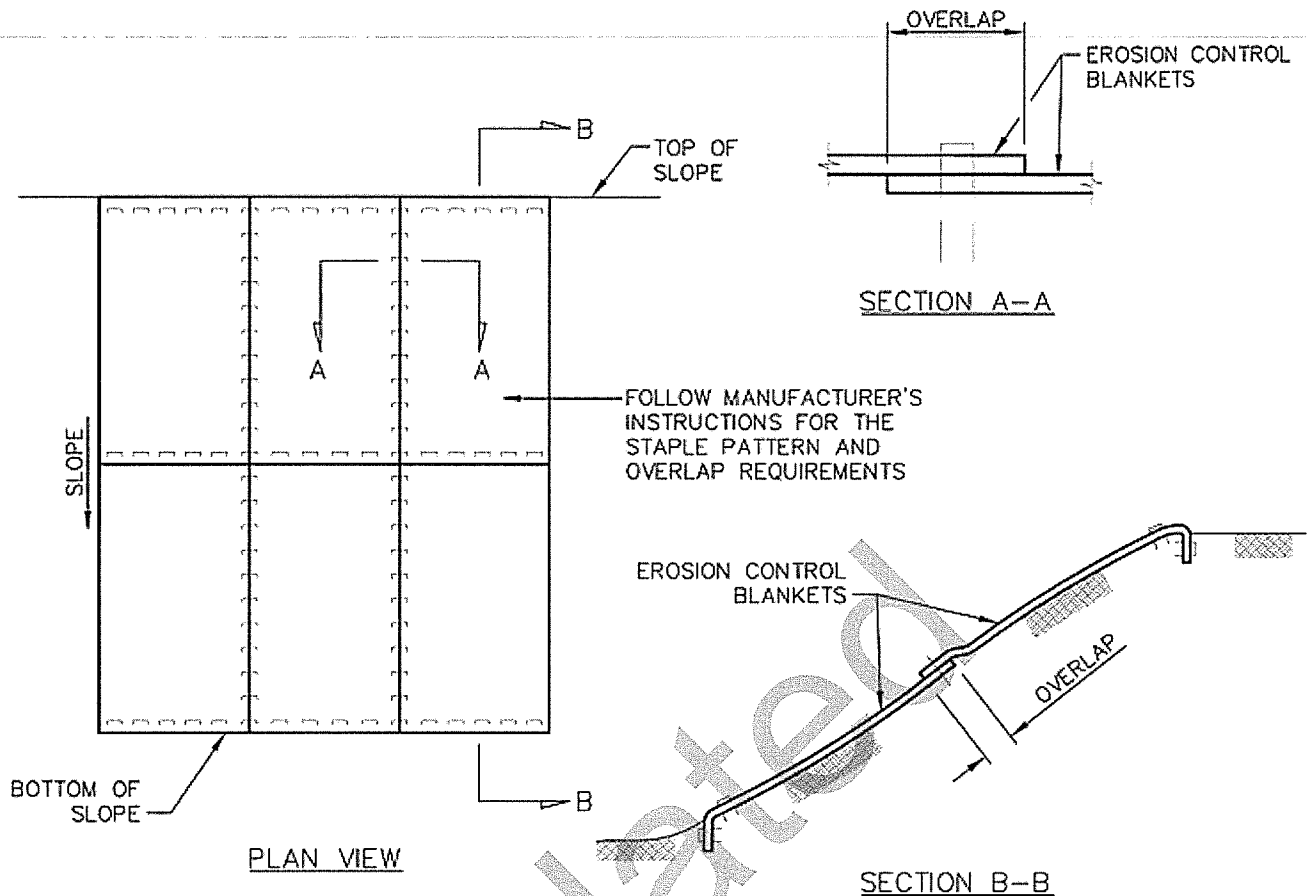 OVERLAP
EROSION CONTROL
BLANKETS
B
TOP OF
SLOPE
SECTION A-A
A
A
FOLLOW MANUFACTURER'S
INSTRUCTIONS FOR THE
STAPLE PATTERN AND
OVERLAP REQUIREMENTS
SLOPE
EROSION CONTROL
BLANKETS
OVERLAP
BOTTOM OF
SLOPE
B
PLAN VIEW
SECTION B-B